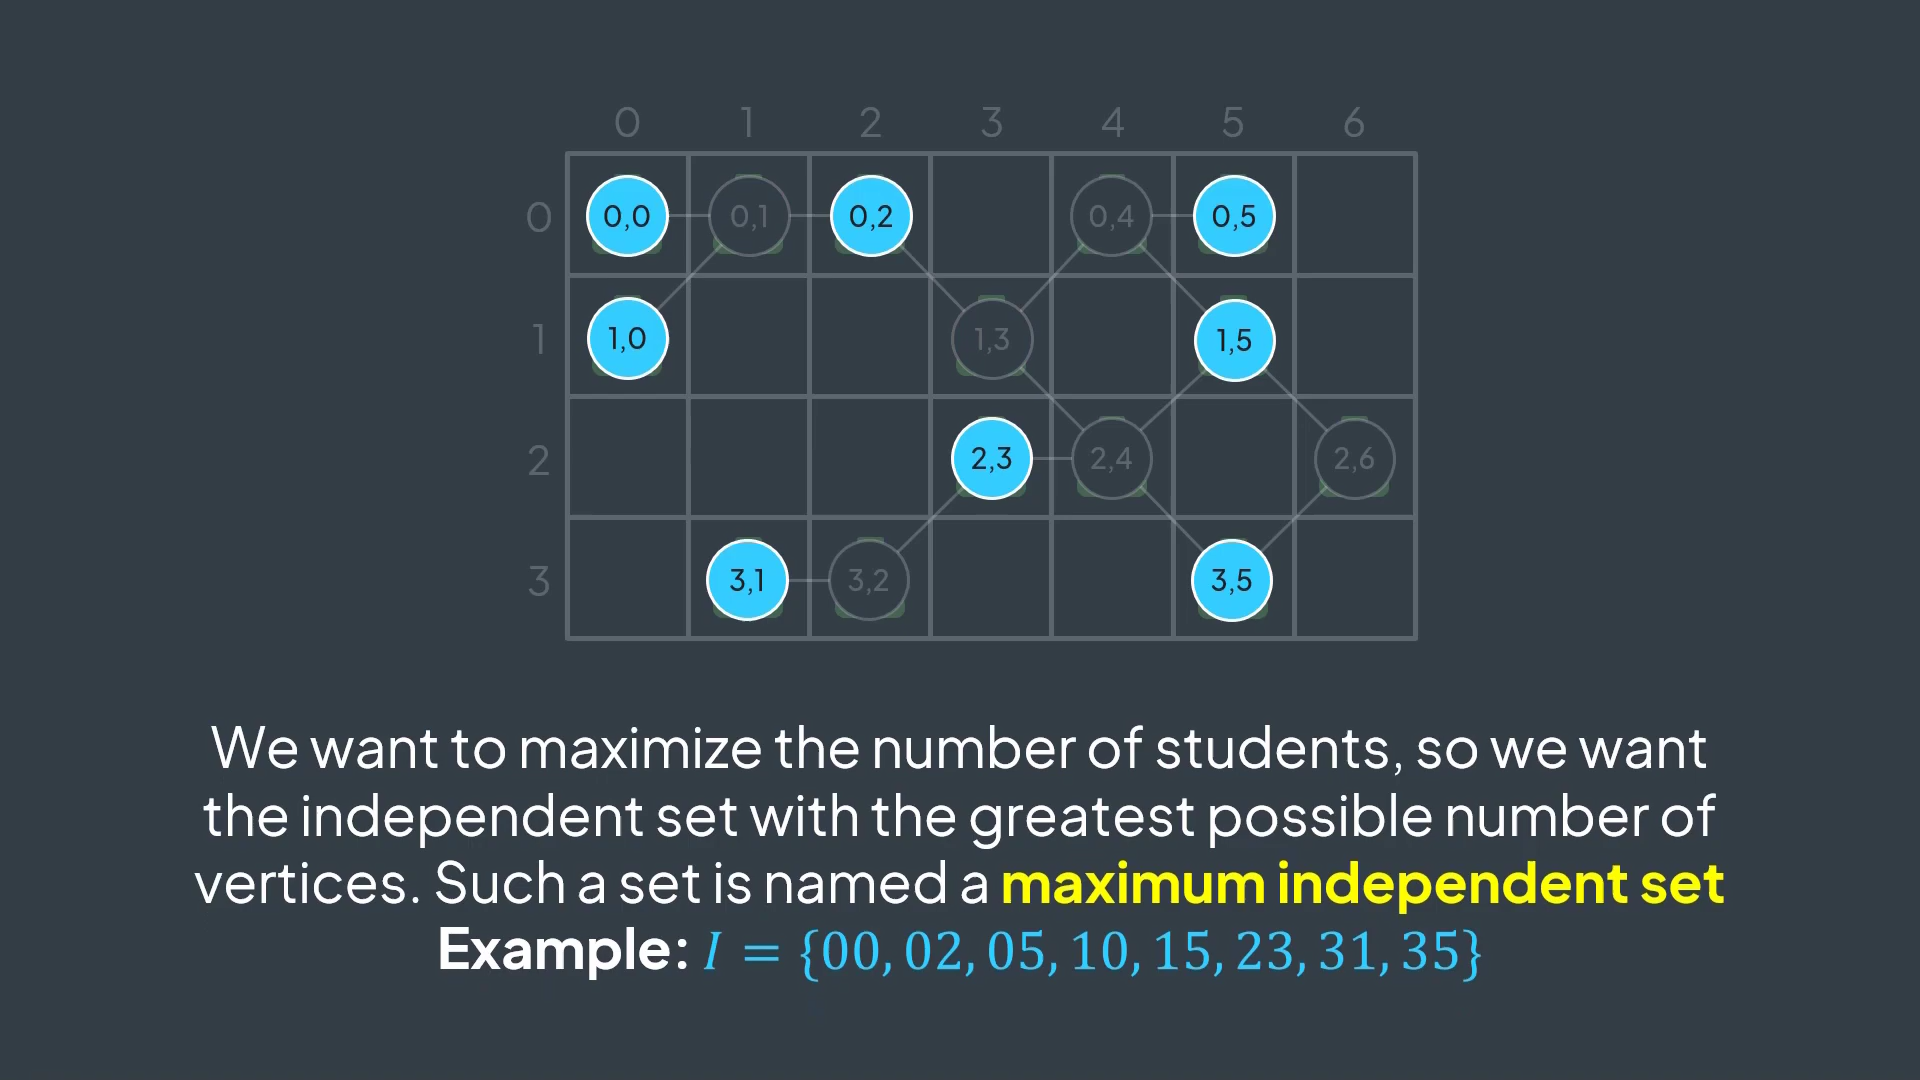 0 1 2 3 4 5 6
0 0,0 0,1 0,2 0,4 0,5
1 1,0 1,3 1,5
2 2,3 2,4 2,6
3 3,1 3,2 3,5
We want to maximize the number of students, so we want
the independent set with the greatest possible number of
vertices. Such a set is named a maximum independent set
Example: I = {00, 02, 05, 10, 15, 23, 31, 35}